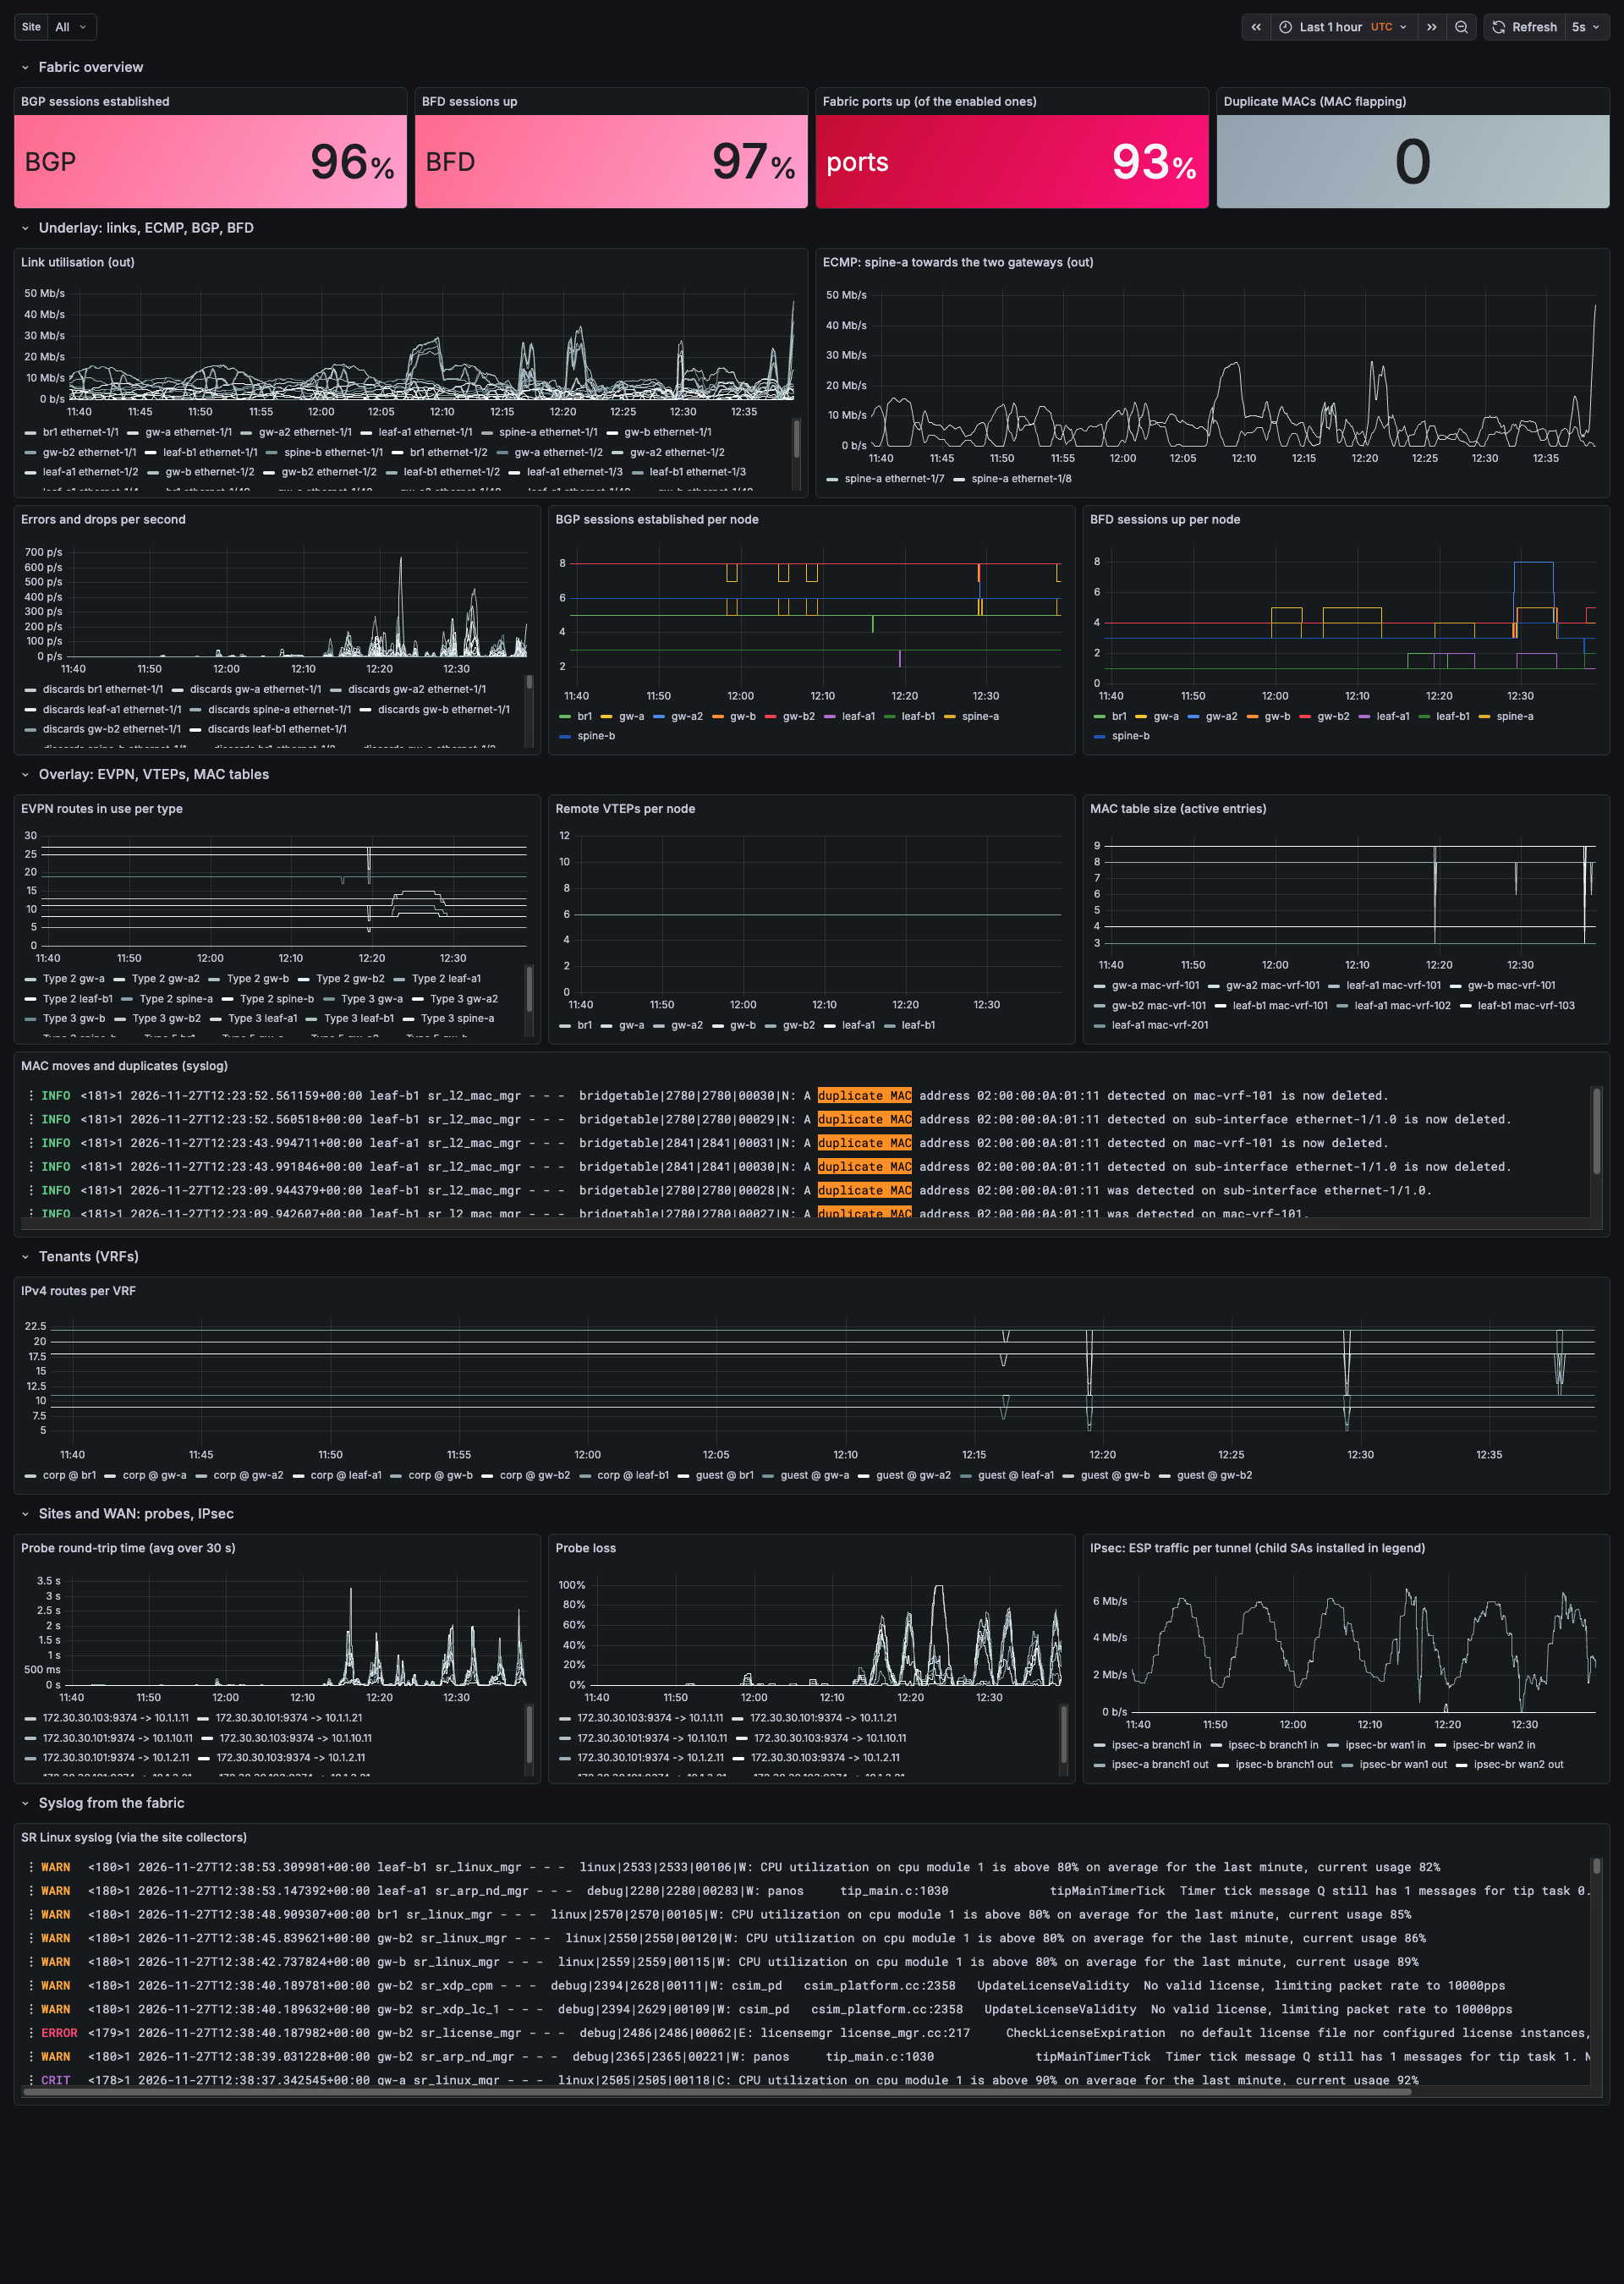 Site All
Last 1 hour UTC
Refresh 5s
Fabric overview
BGP sessions established
BFD sessions up
Fabric ports up (of the enabled ones)
Duplicate MACs (MAC flapping)
BGP 96%
BFD 97%
ports 93%
0
Underlay: links, ECMP, BGP, BFD
Link utilisation (out)
50 Mb/s
40 Mb/s
30 Mb/s
20 Mb/s
10 Mb/s
0 b/s
11:40 11:45 11:50 11:55 12:00 12:05 12:10 12:15 12:20 12:25 12:30 12:35
br1 ethernet-1/1 gw-a ethernet-1/1 gw-a2 ethernet-1/1 leaf-a1 ethernet-1/1 spine-a ethernet-1/1 gw-b ethernet-1/1
gw-b2 ethernet-1/1 leaf-b1 ethernet-1/1 spine-b ethernet-1/1 br1 ethernet-1/2 gw-a ethernet-1/2 gw-a2 ethernet-1/2
leaf-a1 ethernet-1/2 gw-b ethernet-1/2 gw-b2 ethernet-1/2 leaf-b1 ethernet-1/2 leaf-a1 ethernet-1/3 leaf-b1 ethernet-1/3
ECMP: spine-a towards the two gateways (out)
50 Mb/s
40 Mb/s
30 Mb/s
20 Mb/s
10 Mb/s
0 b/s
11:40 11:45 11:50 11:55 12:00 12:05 12:10 12:15 12:20 12:25 12:30 12:35
spine-a ethernet-1/7 spine-a ethernet-1/8
Errors and drops per second
700 p/s
600 p/s
500 p/s
400 p/s
300 p/s
200 p/s
100 p/s
0 p/s
11:40 11:50 12:00 12:10 12:20 12:30
discards br1 ethernet-1/1 discards gw-a ethernet-1/1 discards gw-a2 ethernet-1/1
discards leaf-a1 ethernet-1/1 discards spine-a ethernet-1/1 discards gw-b ethernet-1/1
discards gw-b2 ethernet-1/1 discards leaf-b1 ethernet-1/1
BGP sessions established per node
8
6
4
2
11:40 11:50 12:00 12:10 12:20 12:30
br1 gw-a gw-a2 gw-b gw-b2 leaf-a1 leaf-b1 spine-a
spine-b
BFD sessions up per node
8
6
4
2
0
11:40 11:50 12:00 12:10 12:20 12:30
br1 gw-a gw-a2 gw-b gw-b2 leaf-a1 leaf-b1 spine-a
spine-b
Overlay: EVPN, VTEPs, MAC tables
EVPN routes in use per type
30
25
20
15
10
5
0
11:40 11:50 12:00 12:10 12:20 12:30
Type 2 gw-a Type 2 gw-a2 Type 2 gw-b Type 2 gw-b2 Type 2 leaf-a1
Type 2 leaf-b1 Type 2 spine-a Type 2 spine-b Type 3 gw-a Type 3 gw-a2
Type 3 gw-b Type 3 gw-b2 Type 3 leaf-a1 Type 3 leaf-b1 Type 3 spine-a
Remote VTEPs per node
12
10
8
6
4
2
0
11:40 11:50 12:00 12:10 12:20 12:30
br1 gw-a gw-a2 gw-b gw-b2 leaf-a1 leaf-b1
MAC table size (active entries)
9
8
7
6
5
4
3
11:40 11:50 12:00 12:10 12:20 12:30
gw-a mac-vrf-101 gw-a2 mac-vrf-101 leaf-a1 mac-vrf-101 gw-b mac-vrf-101
gw-b2 mac-vrf-101 leaf-b1 mac-vrf-101 leaf-a1 mac-vrf-102 leaf-b1 mac-vrf-103
leaf-a1 mac-vrf-201
MAC moves and duplicates (syslog)
INFO <181>1 2026-11-27T12:23:52.561159+00:00 leaf-b1 sr_l2_mac_mgr - - - bridgetable|2780|2780|00030|N: A duplicate MAC address 02:00:00:0A:01:11 detected on mac-vrf-101 is now deleted.
INFO <181>1 2026-11-27T12:23:52.560518+00:00 leaf-b1 sr_l2_mac_mgr - - - bridgetable|2780|2780|00029|N: A duplicate MAC address 02:00:00:0A:01:11 detected on sub-interface ethernet-1/1.0 is now deleted.
INFO <181>1 2026-11-27T12:23:43.994711+00:00 leaf-a1 sr_l2_mac_mgr - - - bridgetable|2841|2841|00031|N: A duplicate MAC address 02:00:00:0A:01:11 detected on mac-vrf-101 is now deleted.
INFO <181>1 2026-11-27T12:23:43.991846+00:00 leaf-a1 sr_l2_mac_mgr - - - bridgetable|2841|2841|00030|N: A duplicate MAC address 02:00:00:0A:01:11 detected on sub-interface ethernet-1/1.0 is now deleted.
INFO <181>1 2026-11-27T12:23:09.944379+00:00 leaf-b1 sr_l2_mac_mgr - - - bridgetable|2780|2780|00028|N: A duplicate MAC address 02:00:00:0A:01:11 was detected on sub-interface ethernet-1/1.0.
INFO <181>1 2026-11-27T12:23:09.942607+00:00 leaf-b1 sr_l2_mac_mgr - - - bridgetable|2780|2780|00027|N: A duplicate MAC address 02:00:00:0A:01:11 was detected on mac-vrf-101.
Tenants (VRFs)
IPv4 routes per VRF
22.5
20
17.5
15
12.5
10
7.5
5
11:40 11:45 11:50 11:55 12:00 12:05 12:10 12:15 12:20 12:25 12:30 12:35
corp @ br1 corp @ gw-a corp @ gw-a2 corp @ leaf-a1 corp @ gw-b corp @ gw-b2 corp @ leaf-b1 guest @ br1 guest @ gw-a guest @ gw-a2 guest @ leaf-a1 guest @ gw-b guest @ gw-b2
Sites and WAN: probes, IPsec
Probe round-trip time (avg over 30 s)
3.5 s
3 s
2.5 s
2 s
1.5 s
1 s
500 ms
0 s
11:40 11:50 12:00 12:10 12:20 12:30
172.30.30.103:9374 -> 10.1.1.11 172.30.30.101:9374 -> 10.1.1.21
172.30.30.101:9374 -> 10.1.10.11 172.30.30.103:9374 -> 10.1.10.11
172.30.30.101:9374 -> 10.1.2.11 172.30.30.103:9374 -> 10.1.2.11
Probe loss
100%
80%
60%
40%
20%
0%
11:40 11:50 12:00 12:10 12:20 12:30
172.30.30.103:9374 -> 10.1.1.11 172.30.30.101:9374 -> 10.1.1.21
172.30.30.101:9374 -> 10.1.10.11 172.30.30.103:9374 -> 10.1.10.11
172.30.30.101:9374 -> 10.1.2.11 172.30.30.103:9374 -> 10.1.2.11
IPsec: ESP traffic per tunnel (child SAs installed in legend)
6 Mb/s
4 Mb/s
2 Mb/s
0 b/s
11:40 11:50 12:00 12:10 12:20 12:30
ipsec-a branch1 in ipsec-b branch1 in ipsec-br wan1 in ipsec-br wan2 in
ipsec-a branch1 out ipsec-b branch1 out ipsec-br wan1 out ipsec-br wan2 out
Syslog from the fabric
SR Linux syslog (via the site collectors)
WARN <180>1 2026-11-27T12:38:53.309981+00:00 leaf-b1 sr_linux_mgr - - - linux|2533|2533|00106|W: CPU utilization on cpu module 1 is above 80% on average for the last minute, current usage 82%
WARN <180>1 2026-11-27T12:38:53.147392+00:00 leaf-a1 sr_arp_nd_mgr - - - debug|2280|2280|00283|W: panos tip_main.c:1030 tipMainTimerTick Timer tick message Q still has 1 messages for tip task 0.
WARN <180>1 2026-11-27T12:38:48.909307+00:00 br1 sr_linux_mgr - - - linux|2570|2570|00105|W: CPU utilization on cpu module 1 is above 80% on average for the last minute, current usage 85%
WARN <180>1 2026-11-27T12:38:45.839621+00:00 gw-b2 sr_linux_mgr - - - linux|2550|2550|00120|W: CPU utilization on cpu module 1 is above 80% on average for the last minute, current usage 86%
WARN <180>1 2026-11-27T12:38:42.737824+00:00 gw-b sr_linux_mgr - - - linux|2559|2559|00115|W: CPU utilization on cpu module 1 is above 80% on average for the last minute, current usage 89%
WARN <180>1 2026-11-27T12:38:40.189781+00:00 gw-b2 sr_xdp_cpm - - - debug|2394|2628|00111|W: csim_pd csim_platform.cc:2358 UpdateLicenseValidity No valid license, limiting packet rate to 10000pps
WARN <180>1 2026-11-27T12:38:40.189632+00:00 gw-b2 sr_xdp_lc_1 - - - debug|2394|2629|00109|W: csim_pd csim_platform.cc:2358 UpdateLicenseValidity No valid license, limiting packet rate to 10000pps
ERROR <179>1 2026-11-27T12:38:40.187982+00:00 gw-b2 sr_license_mgr - - - debug|2486|2486|00062|E: licensemgr license_mgr.cc:217 CheckLicenseExpiration no default license file nor configured license instances,
WARN <180>1 2026-11-27T12:38:39.031228+00:00 gw-b2 sr_arp_nd_mgr - - - debug|2365|2365|00221|W: panos tip_main.c:1030 tipMainTimerTick Timer tick message Q still has 1 messages for tip task 1. N
CRIT <178>1 2026-11-27T12:38:37.342545+00:00 gw-a sr_linux_mgr - - - linux|2505|2505|00118|C: CPU utilization on cpu module 1 is above 90% on average for the last minute, current usage 92%